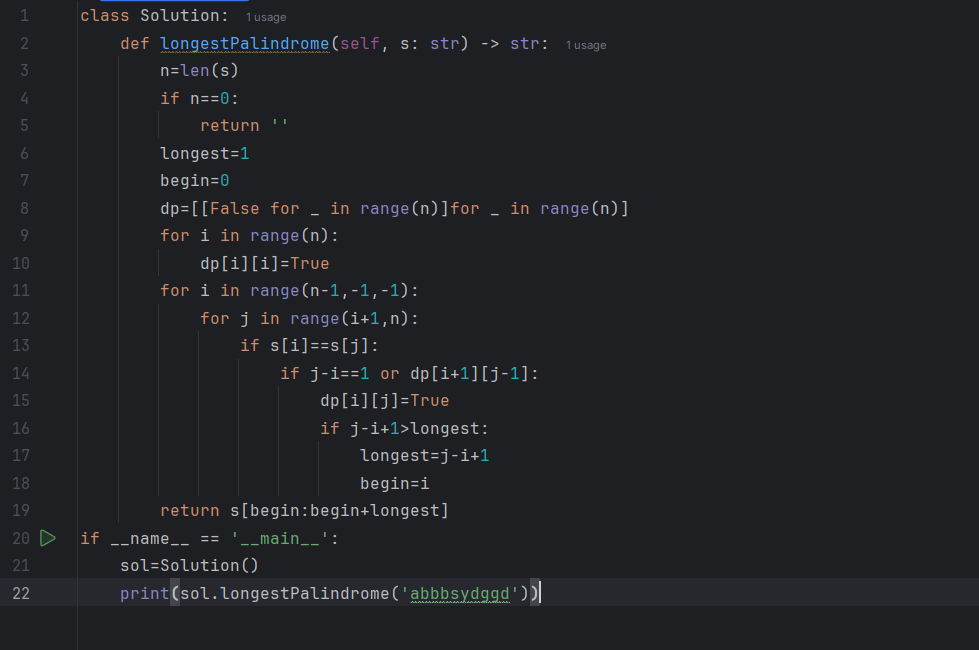 1 class Solution: 1 usage
2 def longestPalindrome(self, s: str) -> str: 1 usage
3 n=len(s)
4 if n==0:
5 return ''
6 longest=1
7 begin=0
8 dp=[[False for _ in range(n)]for _ in range(n)]
9 for i in range(n):
10 dp[i][i]=True
11 for i in range(n-1,-1,-1):
12 for j in range(i+1,n):
13 if s[i]==s[j]:
14 if j-i==1 or dp[i+1][j-1]:
15 dp[i][j]=True
16 if j-i+1>longest:
17 longest=j-i+1
18 begin=i
19 return s[begin:begin+longest]
20 if __name__ == '__main__':
21 sol=Solution()
22 print(sol.longestPalindrome('abbbsydggd'))